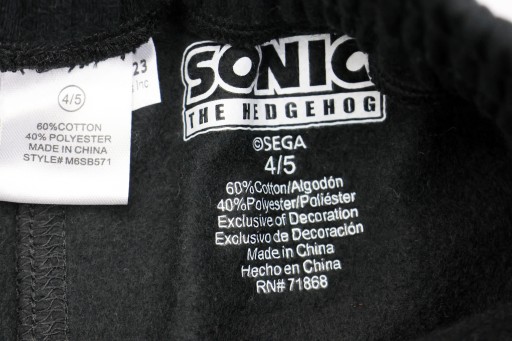 23
Inc
4/5
60%COTTON
40% POLYESTER
MADE IN CHINA
STYLE# M6SB571
SONIC
THE HEDGEHOG
©SEGA
4/5
60%Cotton/Algodón
40%Polyester/Poliéster
Exclusive of Decoration
Exclusivo de Decoración
Made in China
Hecho en China
RN# 71868